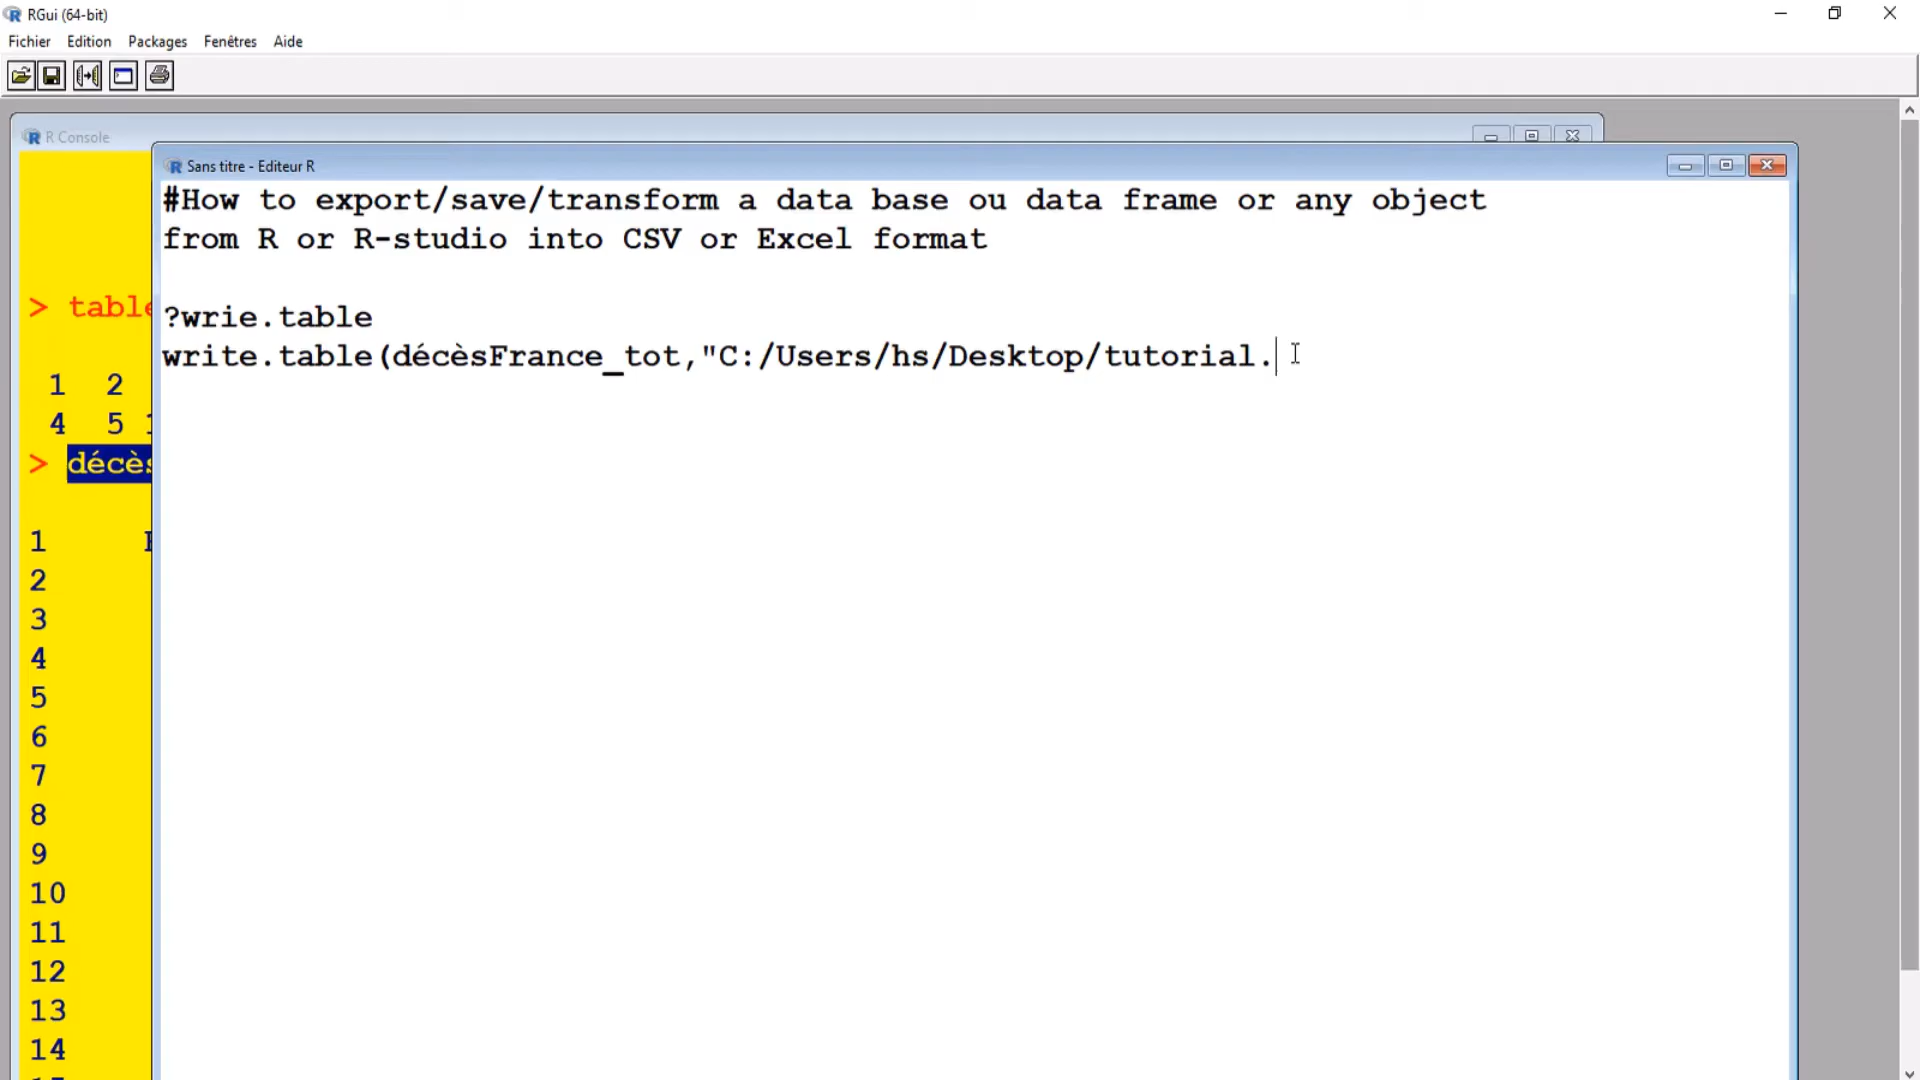 RGui (64-bit)
Fichier Edition Packages Fenêtres Aide
R Console
Sans titre - Editeur R
#How to export/save/transform a data base ou data frame or any object
from R or R-studio into CSV or Excel format
?wrie.table
write.table(décèsFrance_tot,"C:/Users/hs/Desktop/tutorial.
> table
1 2
4 5
> décès
1
2
3
4
5
6
7
8
9
10
11
12
13
14